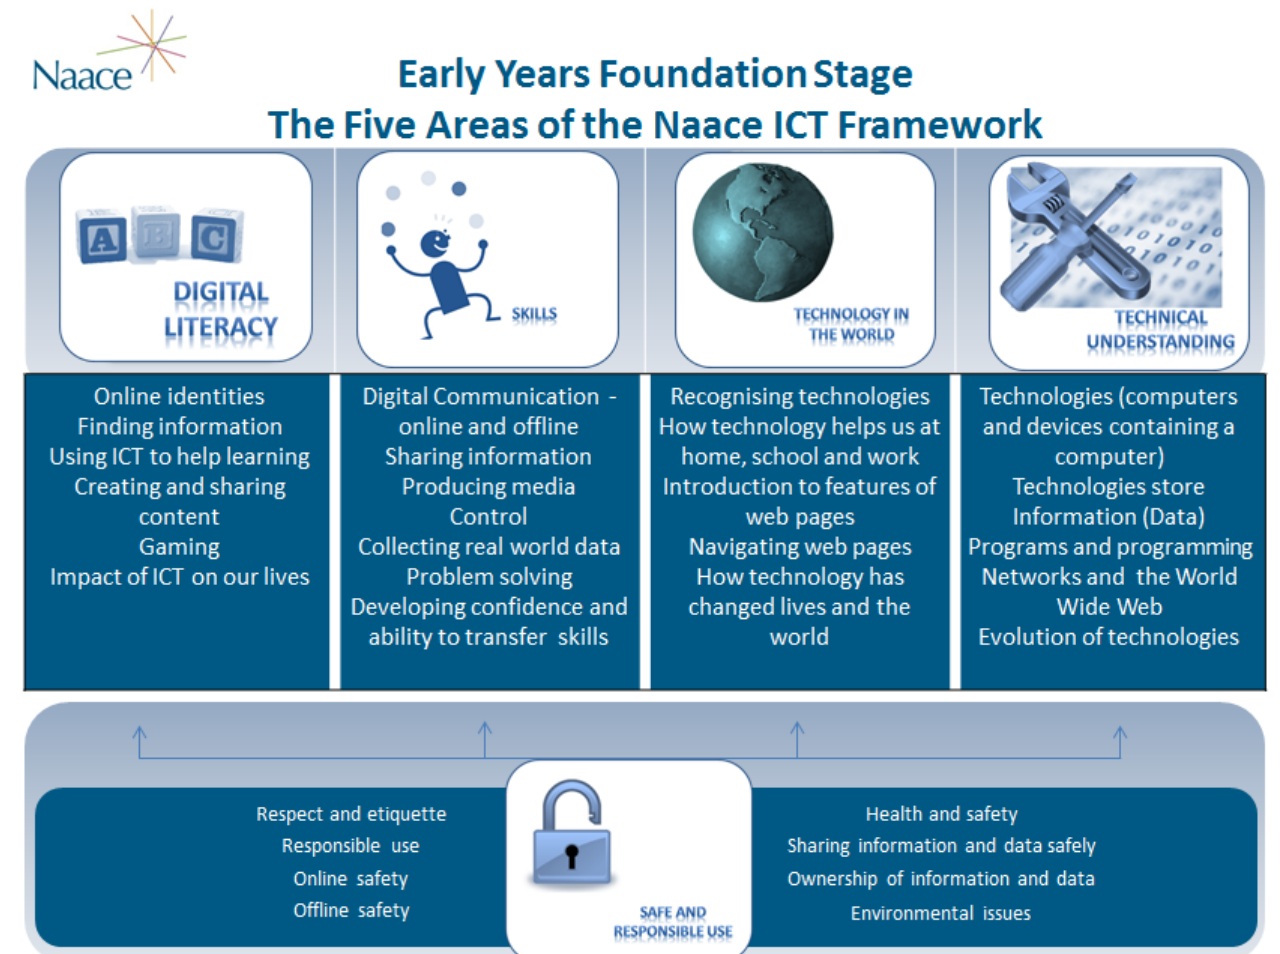 Naace
Early Years Foundation Stage
The Five Areas of the Naace ICT Framework
A B C
DIGITAL
LITERACY
SKILLS
TECHNOLOGY IN
THE WORLD
TECHNICAL
UNDERSTANDING
Online identities
Finding information
Using ICT to help learning
Creating and sharing
content
Gaming
Impact of ICT on our lives
Digital Communication -
online and offline
Sharing information
Producing media
Control
Collecting real world data
Problem solving
Developing confidence and
ability to transfer skills
Recognising technologies
How technology helps us at
home, school and work
Introduction to features of
web pages
Navigating web pages
How technology has
changed lives and the
world
Technologies (computers
and devices containing a
computer)
Technologies store
Information (Data)
Programs and programming
Networks and the World
Wide Web
Evolution of technologies
Respect and etiquette
Responsible use
Online safety
Offline safety
SAFE AND
RESPONSIBLE USE
Health and safety
Sharing information and data safely
Ownership of information and data
Environmental issues